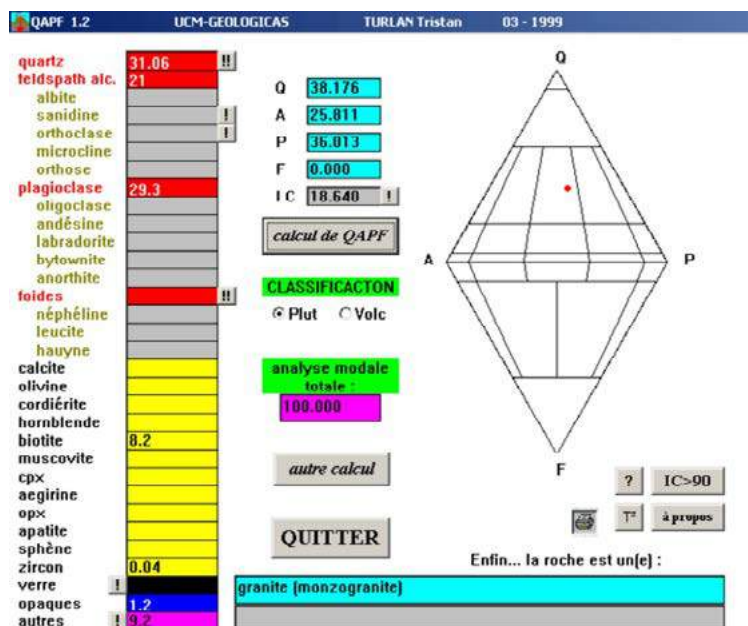 QAPF 1.2 UCM-GEOLOGICAS TURLAN Tristan 03 - 1999
quartz 31.06 !!
feldspath alc. 21
albite
sanidine !
orthoclase !
microcline
orthose
plagioclase 29.3
oligoclase
andésine
labradorite
bytownite
anorthite
foides !!
néphéline
leucite
hauyne
calcite
olivine
cordiérite
hornblende
biotite 8.2
muscovite
cpx
aegirine
opx
apatite
sphène
zircon 0.04
verre !
opaques 1.2
autres ! 9.2
Q 38.176
A 25.811
P 36.013
F 0.000
I C 18.640 !
calcul de QAPF
CLASSIFICACTON
Plut Volc
analyse modale
totale :
100.000
autre calcul
QUITTER
Q
A P
F
? IC>90
Tª à propos
Enfin... la roche est un(e) :
granite (monzogranite)